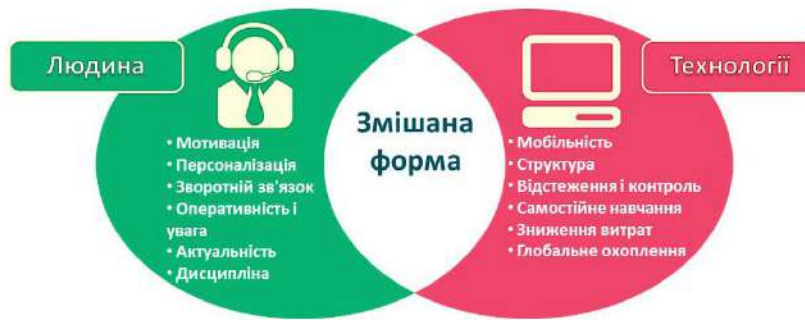 Людина
• Мотивація
• Персоналізація
• Зворотній зв'язок
• Оперативність і
увага
• Актуальність
• Дисципліна
Змішана
форма
Технології
• Мобільність
• Структура
• Відстеження і контроль
• Самостійне навчання
• Зниження витрат
• Глобальне охоплення